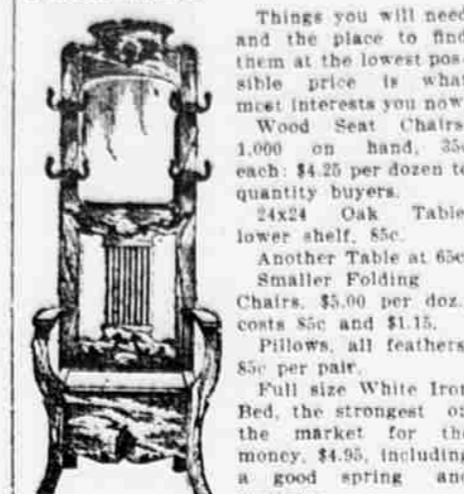 Things you will need
and the place to find
them at the lowest pos-
sible price is what
most interests you now
Wood Seat Chairs
1,000 on hand, 35c
each; $4.25 per dozen to
quantity buyers.
24x24 Oak Table
lower shelf, 85c.
Another Table at 65c
Smaller Folding
Chairs, $5.00 per doz.,
costs 85c and $1.15.
Pillows, all feathers
85c per pair.
Full size White Iron
Bed, the strongest on
the market for the
money, $4.95, including
a good spring and